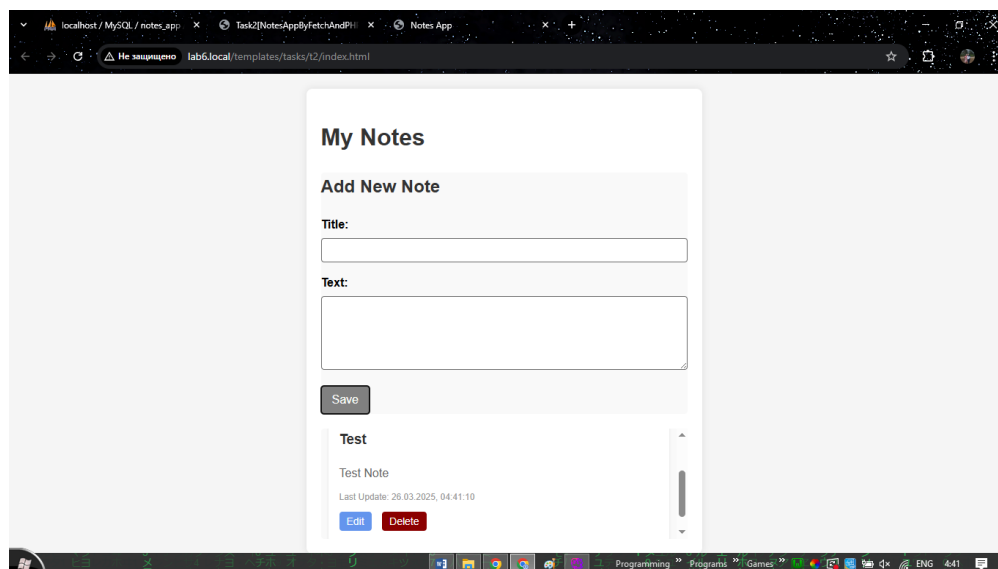 localhost / MySQL / notes_app
Task2[NotesAppByFetchAndPH
Notes App
Не защищено
lab6.local/templates/tasks/t2/index.html
My Notes
Add New Note
Title:
Text:
Save
Test
Test Note
Last Update: 26.03.2025, 04:41:10
Edit Delete
Programming » Programs » Games » ENG 4:41